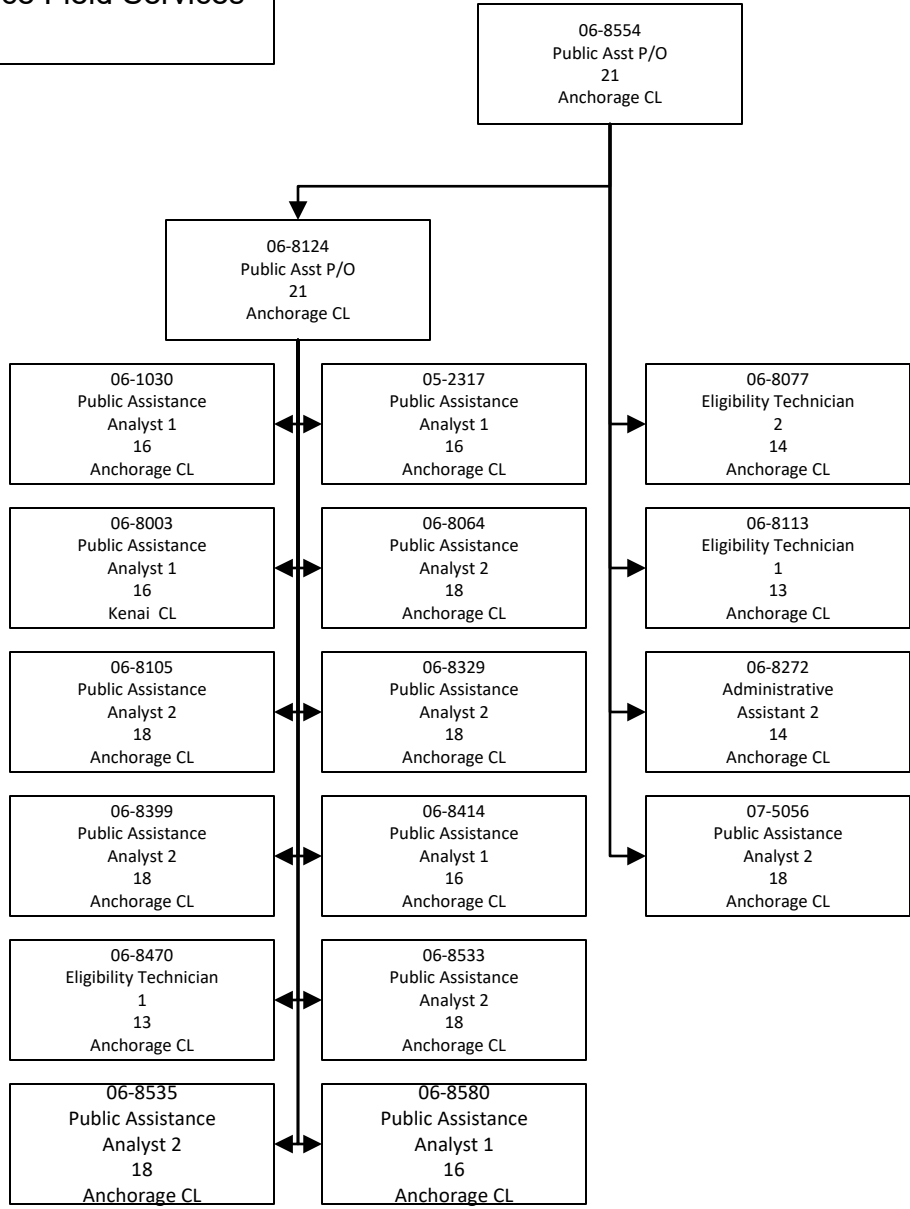 Field Services
06-8554
Public Asst P/O
21
Anchorage CL
06-8124
Public Asst P/O
21
Anchorage CL
06-1030
Public Assistance
Analyst 1
16
Anchorage CL
05-2317
Public Assistance
Analyst 1
16
Anchorage CL
06-8077
Eligibility Technician
2
14
Anchorage CL
06-8003
Public Assistance
Analyst 1
16
Kenai CL
06-8064
Public Assistance
Analyst 2
18
Anchorage CL
06-8113
Eligibility Technician
1
13
Anchorage CL
06-8105
Public Assistance
Analyst 2
18
Anchorage CL
06-8329
Public Assistance
Analyst 2
18
Anchorage CL
06-8272
Administrative
Assistant 2
14
Anchorage CL
06-8399
Public Assistance
Analyst 2
18
Anchorage CL
06-8414
Public Assistance
Analyst 1
16
Anchorage CL
07-5056
Public Assistance
Analyst 2
18
Anchorage CL
06-8470
Eligibility Technician
1
13
Anchorage CL
06-8533
Public Assistance
Analyst 2
18
Anchorage CL
06-8535
Public Assistance
Analyst 2
18
Anchorage CL
06-8580
Public Assistance
Analyst 1
16
Anchorage CL